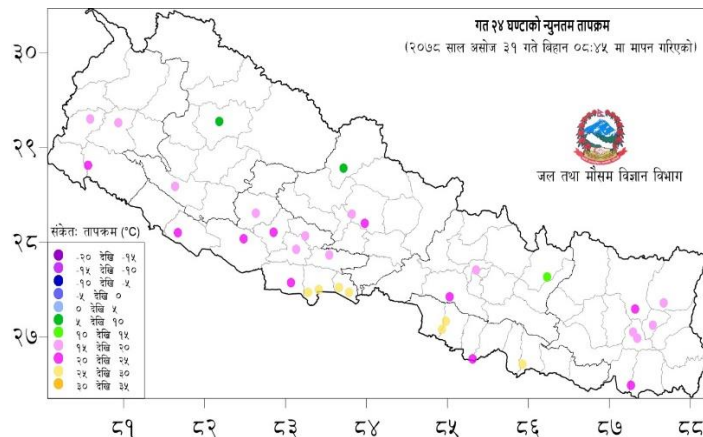 गत २४ घण्टाको न्युनतम तापक्रम
(२०७८ साल असोज ३१ गते बिहान ०८:४५ मा मापन गरिएको)
३०
२९
२८
२७
जल तथा मौसम विज्ञान विभाग
संकेत: तापक्रम (°C)
-२० देखि -१५
-१५ देखि -१०
-१० देखि -५
-५ देखि ०
० देखि ५
५ देखि १०
१० देखि १५
१५ देखि २०
२० देखि २५
२५ देखि ३०
३० देखि ३५
८१ ८२ ८३ ८४ ८५ ८६ ८७ ८८